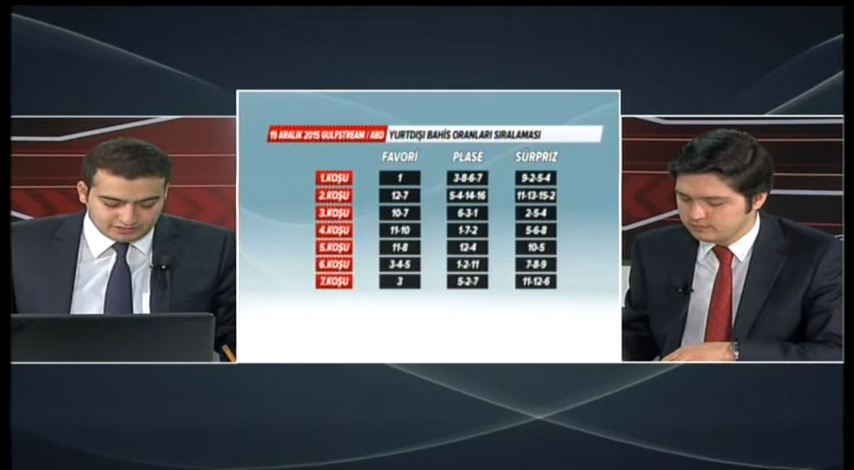 19 ARALIK 2015 GULFSTREAM / ABD YURTDIŞI BAHİS ORANLARI SIRALAMASI
FAVORİ PLASE SÜRPRİZ
1.KOŞU 1 3-8-6-7 9-2-5-4
2.KOŞU 12-7 5-4-14-16 11-13-15-2
3.KOŞU 10-7 6-3-1 2-5-4
4.KOŞU 11-10 1-7-2 5-6-8
5.KOŞU 11-8 12-4 10-5
6.KOŞU 3-4-5 1-2-11 7-8-9
7.KOŞU 3 5-2-7 11-12-6